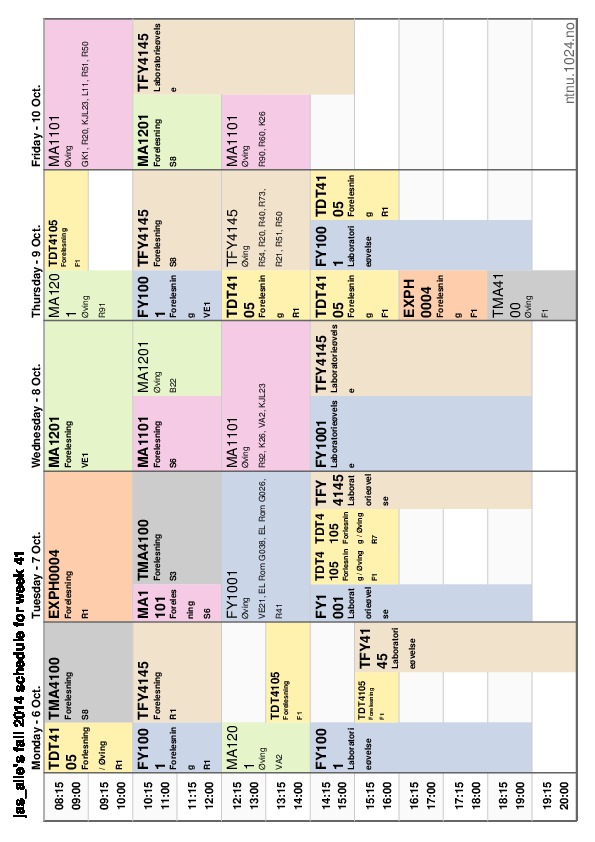 jas_alle's fall 2014 schedule for week 41
Monday - 6 Oct.
Tuesday - 7 Oct.
Wednesday - 8 Oct.
Thursday - 9 Oct.
Friday - 10 Oct.
08:15
09:00
09:15
10:00
10:15
11:00
11:15
12:00
12:15
13:00
13:15
14:00
14:15
15:00
15:15
16:00
16:15
17:00
17:15
18:00
18:15
19:00
19:15
20:00
TDT41
05
Forlesning
/ Øving
R1
TMA4100
Forelesning
S8
FY100
1
Forelesnin
g
R1
TFY4145
Forelesning
R1
MA120
1
Øving
VA2
TDT4105
Forelesning
F1
FY100
1
Laboratori
eøvelse
TDT4105
Forelesning
F1
TFY41
45
Laboratori
eøvelse
EXPH0004
Forelesning
R1
MA1
101
Foreles
ning
S6
TMA4100
Forelesning
S3
FY1001
Øving
VE21, EL Rom G038, EL Rom G026,
R41
FY1
001
Laborat
orieøvel
se
TDT4
105
Forlesnin
g / Øving
F1
TDT4
105
Forlesnin
g / Øving
R7
TFY
4145
Laborat
orieøvel
se
MA1201
Forelesning
VE1
MA1101
Forelesning
S6
MA1201
Øving
B22
MA1101
Øving
R92, K26, VA2, KJL23
FY1001
Laboratorieøvels
e
TFY4145
Laboratorieøvels
e
MA120
1
Øving
R91
TDT4105
Forelesning
F1
FY100
1
Forelesnin
g
VE1
TFY4145
Forelesning
S8
TDT41
05
Forelesnin
g
R1
TFY4145
Øving
R54, R20, R40, R73,
R21, R51, R50
TDT41
05
Forelesnin
g
F1
FY100
1
Laboratori
eøvelse
TDT41
05
Forelesnin
g
R1
EXPH
0004
Forelesnin
g
F1
TMA41
00
Øving
F1
MA1101
Øving
GK1, R20, KJL23, L11, R51, R50
MA1201
Forelesning
S8
TFY4145
Laboratorieøvels
e
MA1101
Øving
R90, R60, K26
ntnu.1024.no